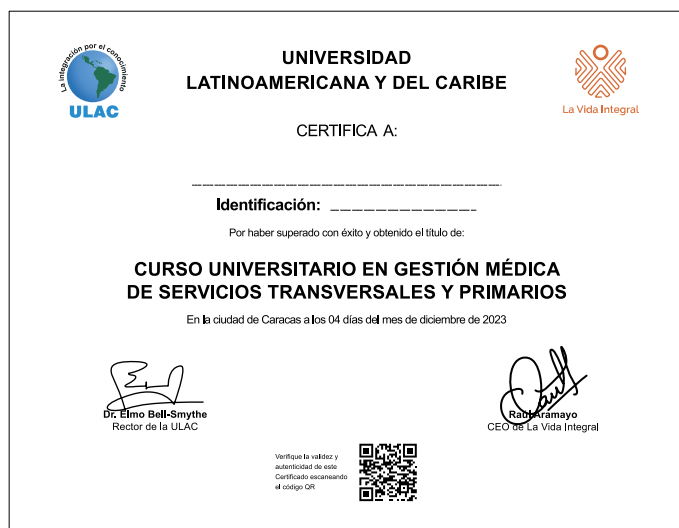 La integración por el conocimiento
ULAC
UNIVERSIDAD
LATINOAMERICANA Y DEL CARIBE
La Vida Integral
CERTIFICA A:
Identificación:
Por haber superado con éxito y obtenido el título de:
CURSO UNIVERSITARIO EN GESTIÓN MÉDICA
DE SERVICIOS TRANSVERSALES Y PRIMARIOS
En la ciudad de Caracas a los 04 días del mes de diciembre de 2023
Dr. Elmo Bell-Smythe
Rector de la ULAC
Raúl Aramayo
CEO de La Vida Integral
Verifique la validez y
autenticidad de este
Certificado escaneando
el código QR